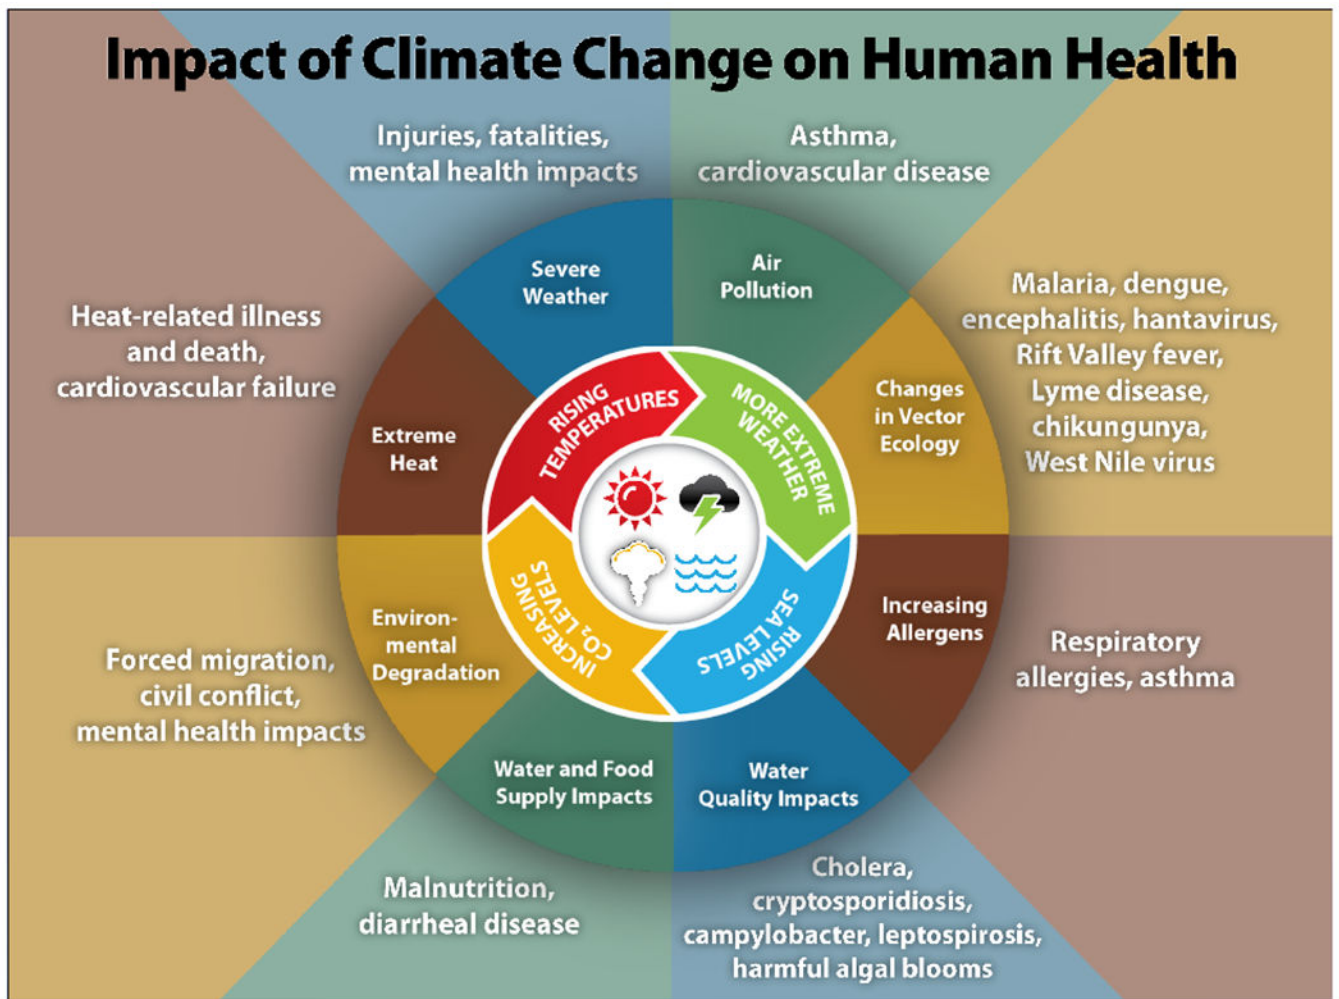 Impact of Climate Change on Human Health
Injuries, fatalities,
mental health impacts
Asthma,
cardiovascular disease
Severe
Weather
Air
Pollution
Malaria, dengue,
encephalitis, hantavirus,
Rift Valley fever,
Lyme disease,
chikungunya,
West Nile virus
Heat-related illness
and death,
cardiovascular failure
Extreme
Heat
Changes
in Vector
Ecology
RISING
TEMPERATURES
MORE EXTREME
WEATHER
INCREASING
CO₂ LEVELS
RISING
SEA LEVELS
Environ-
mental
Degradation
Increasing
Allergens
Forced migration,
civil conflict,
mental health impacts
Respiratory
allergies, asthma
Water and Food
Supply Impacts
Water
Quality Impacts
Malnutrition,
diarrheal disease
Cholera,
cryptosporidiosis,
campylobacter, leptospirosis,
harmful algal blooms